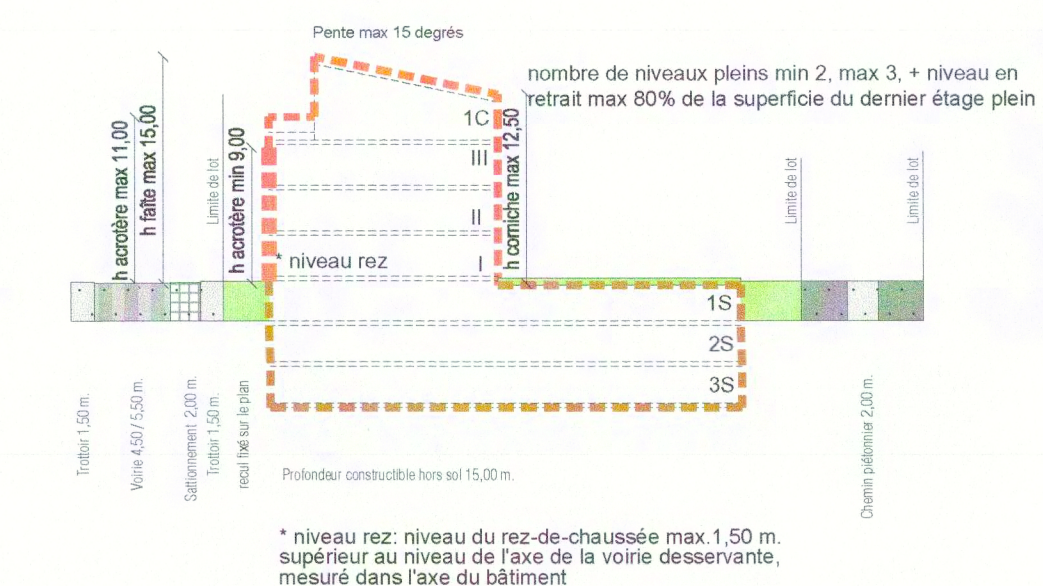 Pente max 15 degrés
nombre de niveaux pleins min 2, max 3, + niveau en
retrait max 80% de la superficie du dernier étage plein
h acrotère max 11,00
h faîte max 15,00
Limite de lot
h acrotère min 9,00
1C
III
II
I
* niveau rez
h corniche max 12,50
Limite de lot
Limite de lot
1S
2S
3S
Trottoir 1,50 m.
Voirie 4,50 / 5,50 m.
Sattionnement 2,00 m.
Trottoir 1,50 m.
recul fixé sur le plan
Profondeur constructible hors sol 15,00 m.
Chemin piétonnier 2,00 m.
* niveau rez: niveau du rez-de-chaussée max.1,50 m.
supérieur au niveau de l'axe de la voirie desservante,
mesuré dans l'axe du bâtiment